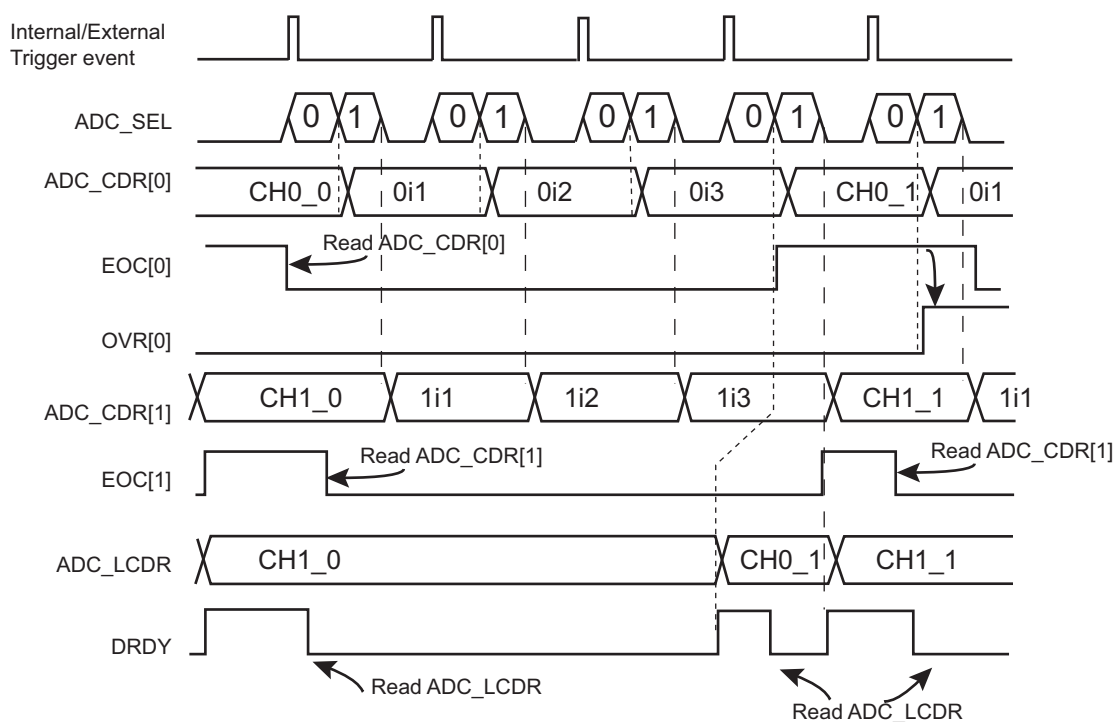 Internal/External
Trigger event
ADC_SEL
0 1 0 1 0 1 0 1 0 1
ADC_CDR[0]
CH0_0 0i1 0i2 0i3 CH0_1 0i1
Read ADC_CDR[0]
EOC[0]
OVR[0]
ADC_CDR[1]
CH1_0 1i1 1i2 1i3 CH1_1 1i1
Read ADC_CDR[1] Read ADC_CDR[1]
EOC[1]
ADC_LCDR
CH1_0 CH0_1 CH1_1
DRDY
Read ADC_LCDR
Read ADC_LCDR